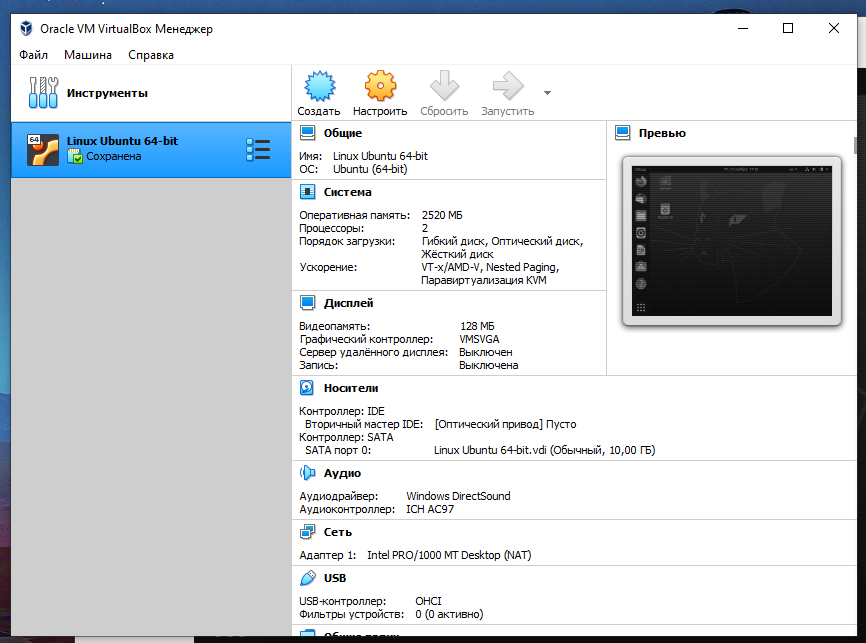 Oracle VM VirtualBox Менеджер
Файл Машина Справка
Инструменты
64
Linux Ubuntu 64-bit
Сохранена
Создать Настроить Сбросить Запустить
Общие
Имя: Linux Ubuntu 64-bit
ОС: Ubuntu (64-bit)
Превью
Система
Оперативная память: 2520 МБ
Процессоры: 2
Порядок загрузки: Гибкий диск, Оптический диск,
Жёсткий диск
Ускорение: VT-x/AMD-V, Nested Paging,
Паравиртуализация KVM
Дисплей
Видеопамять: 128 МБ
Графический контроллер: VMSVGA
Сервер удалённого дисплея: Выключен
Запись: Выключена
Носители
Контроллер: IDE
Вторичный мастер IDE: [Оптический привод] Пусто
Контроллер: SATA
SATA порт 0: Linux Ubuntu 64-bit.vdi (Обычный, 10,00 ГБ)
Аудио
Аудиодрайвер: Windows DirectSound
Аудиоконтроллер: ICH AC97
Сеть
Адаптер 1: Intel PRO/1000 MT Desktop (NAT)
USB
USB-контроллер: OHCI
Фильтры устройств: 0 (0 активно)
Общие папки